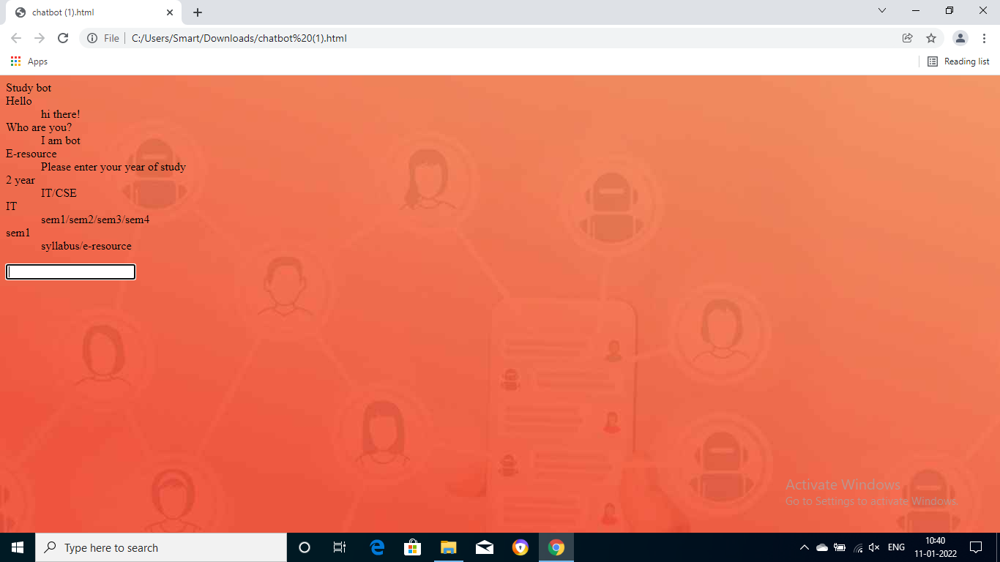 chatbot (1).html
File
C:/Users/Smart/Downloads/chatbot%20(1).html
Apps
Reading list
Study bot
Hello
hi there!
Who are you?
I am bot
E-resource
Please enter your year of study
2 year
IT/CSE
IT
sem1/sem2/sem3/sem4
sem1
syllabus/e-resource
Activate Windows
Go to Settings to activate Windows.
Type here to search
ENG
10:40
11-01-2022